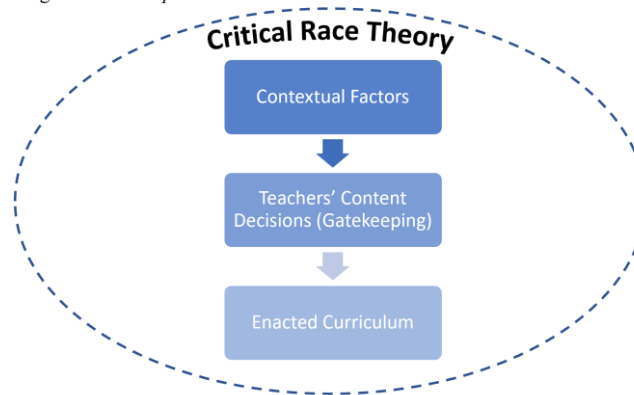 Critical Race Theory
Contextual Factors
Teachers’ Content
Decisions (Gatekeeping)
Enacted Curriculum